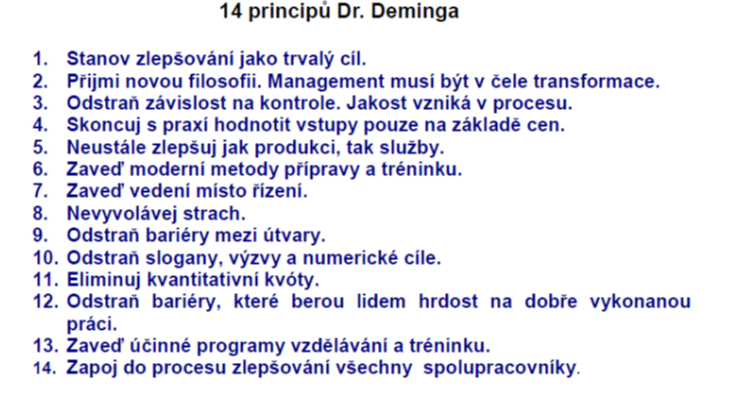 14 principů Dr. Deminga
1. Stanov zlepšování jako trvalý cíl.
2. Přijmi novou filosofii. Management musí být v čele transformace.
3. Odstraň závislost na kontrole. Jakost vzniká v procesu.
4. Skoncuj s praxí hodnotit vstupy pouze na základě cen.
5. Neustále zlepšuj jak produkci, tak služby.
6. Zaveď moderní metody přípravy a tréninku.
7. Zaveď vedení místo řízení.
8. Nevyvolávej strach.
9. Odstraň bariéry mezi útvary.
10. Odstraň slogany, výzvy a numerické cíle.
11. Eliminuj kvantitativní kvóty.
12. Odstraň bariéry, které berou lidem hrdost na dobře vykonanou
práci.
13. Zaveď účinné programy vzdělávání a tréninku.
14. Zapoj do procesu zlepšování všechny spolupracovníky.